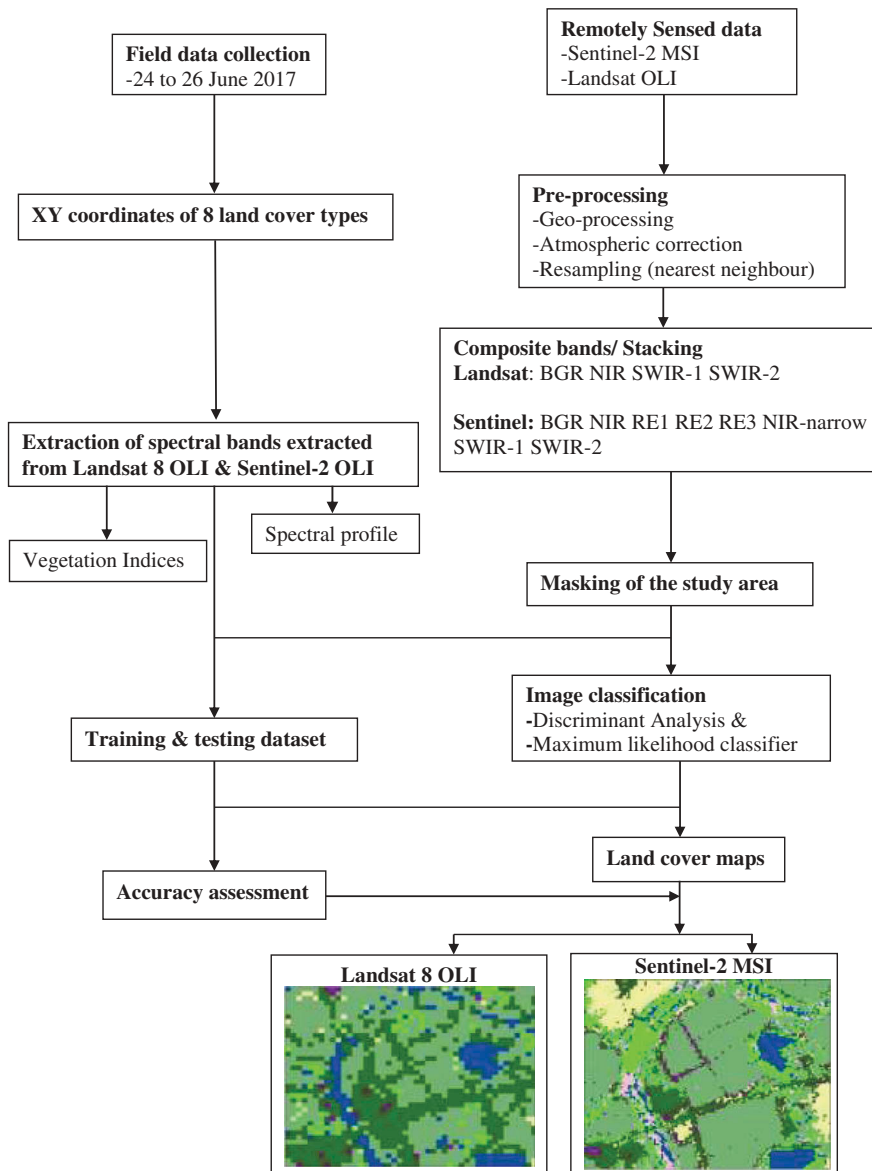 Field data collection
-24 to 26 June 2017
Remotely Sensed data
-Sentinel-2 MSI
-Landsat OLI
XY coordinates of 8 land cover types
Pre-processing
-Geo-processing
-Atmospheric correction
-Resampling (nearest neighbour)
Composite bands/ Stacking
Landsat: BGR NIR SWIR-1 SWIR-2
Sentinel: BGR NIR RE1 RE2 RE3 NIR-narrow
SWIR-1 SWIR-2
Extraction of spectral bands extracted
from Landsat 8 OLI & Sentinel-2 OLI
Vegetation Indices
Spectral profile
Masking of the study area
Image classification
-Discriminant Analysis &
-Maximum likelihood classifier
Training & testing dataset
Land cover maps
Accuracy assessment
Landsat 8 OLI
Sentinel-2 MSI